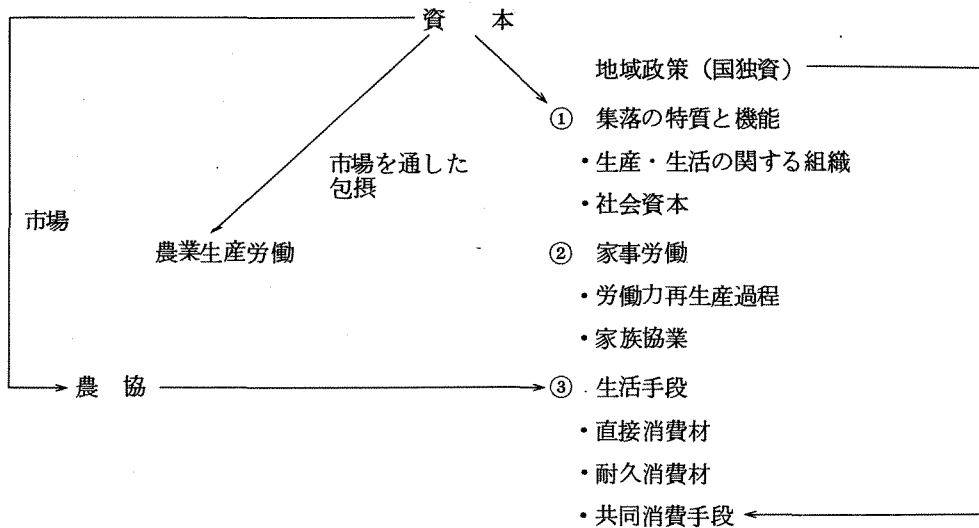 資 本
地域政策(国独資)
① 集落の特質と機能
・生産・生活の関する組織
・社会資本
市場を通した
包摂
市場
農業生産労働
② 家事労働
・労働力再生産過程
・家族協業
農 協
③ 生活手段
・直接消費材
・耐久消費材
・共同消費手段